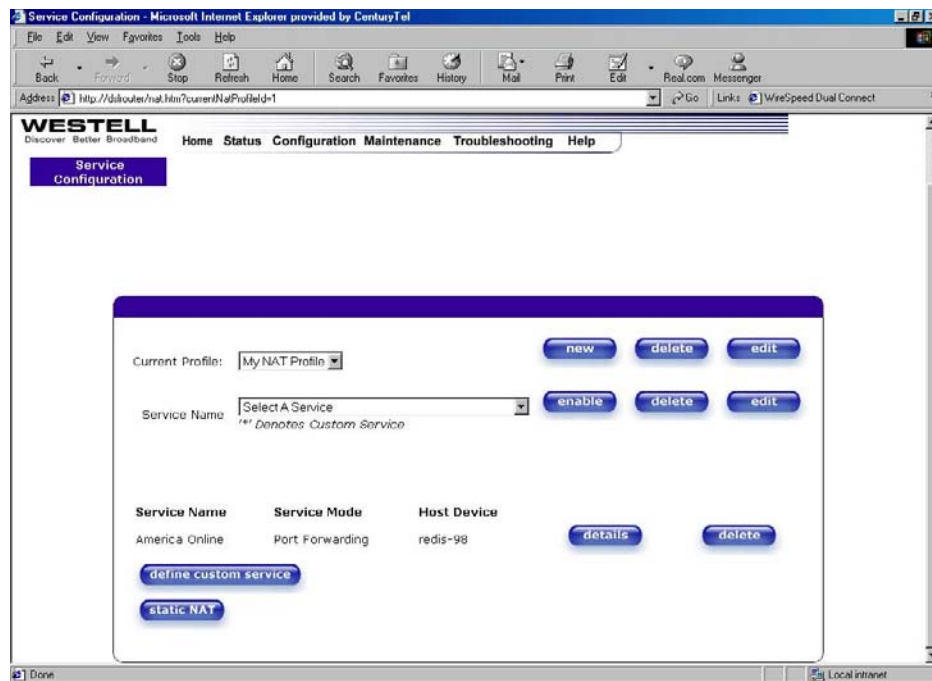 Service Configuration - Microsoft Internet Explorer provided by CenturyTel
File Edit View Favorites Tools Help
Back Forward Stop Refresh Home Search Favorites History Mail Print Edit Real.com Messenger
Address http://dslrouter/nat.htm?currentNatProfileId=1 Go Links WireSpeed Dual Connect
WESTELL
Discover Better Broadband
Home Status Configuration Maintenance Troubleshooting Help
Service
Configuration
Current Profile: My NAT Profile new delete edit
Service Name Select A Service enable delete edit
'*' Denotes Custom Service
Service Name Service Mode Host Device
America Online Port Forwarding redis-98 details delete
define custom service
static NAT
Done Local intranet